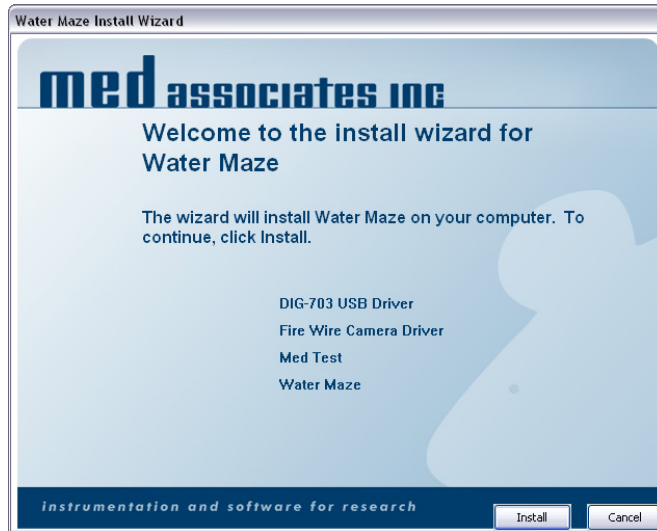 Water Maze Install Wizard
med associates inc
Welcome to the install wizard for
Water Maze
The wizard will install Water Maze on your computer. To
continue, click Install.
DIG-703 USB Driver
Fire Wire Camera Driver
Med Test
Water Maze
instrumentation and software for research
Install
Cancel